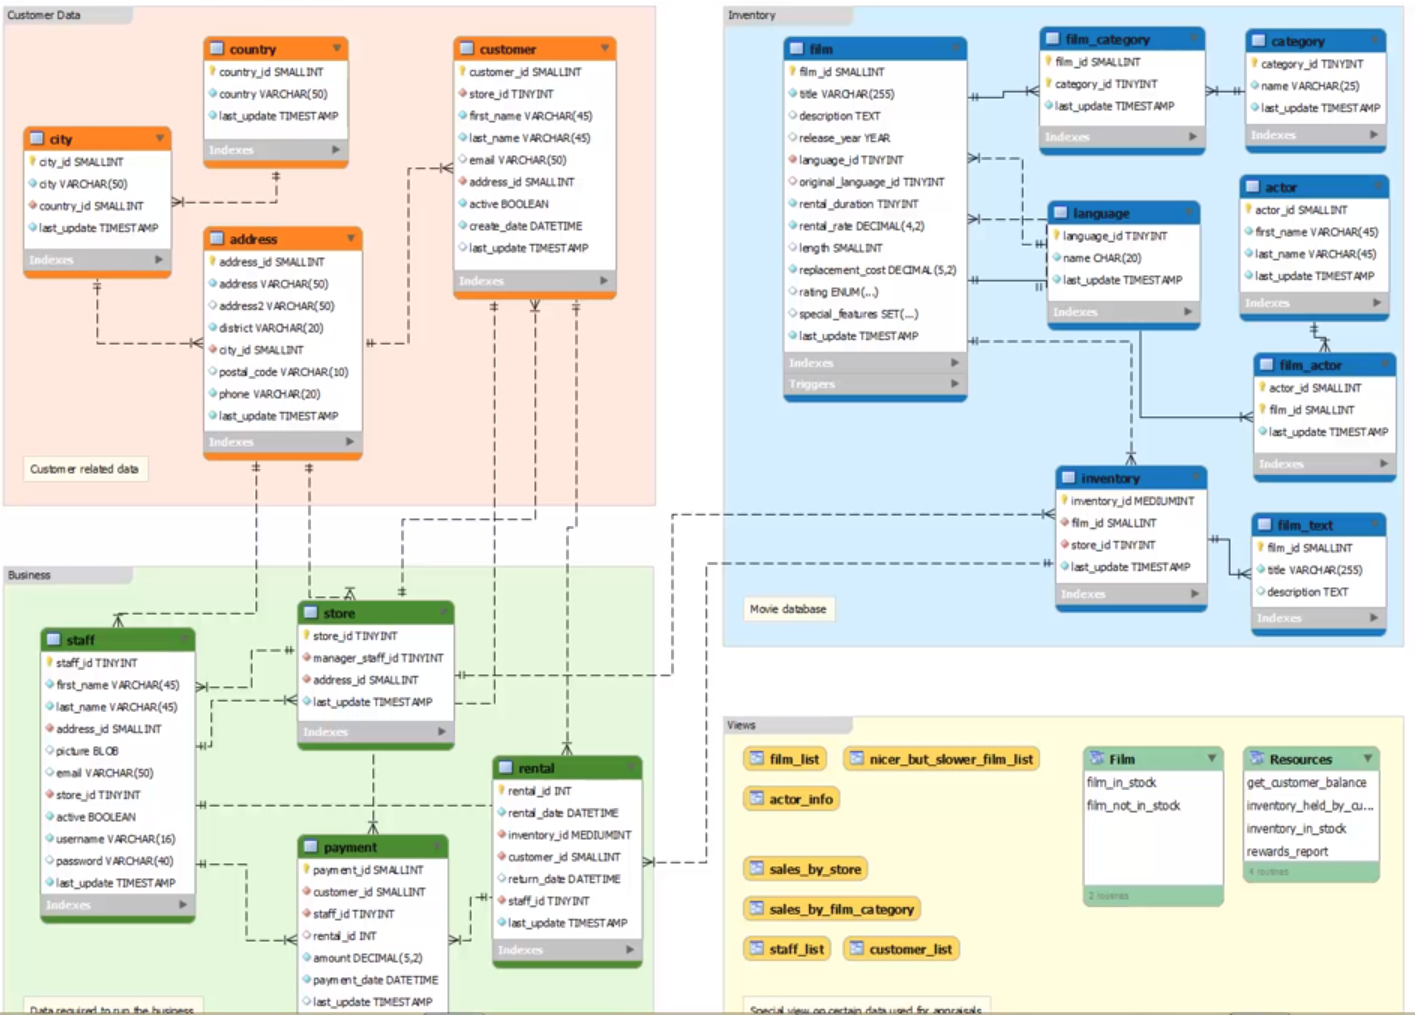 Customer Data
country
country_id SMALLINT
country VARCHAR(50)
last_update TIMESTAMP
Indexes
customer
customer_id SMALLINT
store_id TINYINT
first_name VARCHAR(45)
last_name VARCHAR(45)
email VARCHAR(50)
address_id SMALLINT
active BOOLEAN
create_date DATETIME
last_update TIMESTAMP
Indexes
city
city_id SMALLINT
city VARCHAR(50)
country_id SMALLINT
last_update TIMESTAMP
Indexes
address
address_id SMALLINT
address VARCHAR(50)
address2 VARCHAR(50)
district VARCHAR(20)
city_id SMALLINT
postal_code VARCHAR(10)
phone VARCHAR(20)
last_update TIMESTAMP
Indexes
Customer related data
Inventory
film
film_id SMALLINT
title VARCHAR(255)
description TEXT
release_year YEAR
language_id TINYINT
original_language_id TINYINT
rental_duration TINYINT
rental_rate DECIMAL(4,2)
length SMALLINT
replacement_cost DECIMAL(5,2)
rating ENUM(...)
special_features SET(...)
last_update TIMESTAMP
Indexes
Triggers
film_category
film_id SMALLINT
category_id TINYINT
last_update TIMESTAMP
Indexes
category
category_id TINYINT
name VARCHAR(25)
last_update TIMESTAMP
Indexes
language
language_id TINYINT
name CHAR(20)
last_update TIMESTAMP
Indexes
actor
actor_id SMALLINT
first_name VARCHAR(45)
last_name VARCHAR(45)
last_update TIMESTAMP
Indexes
film_actor
actor_id SMALLINT
film_id SMALLINT
last_update TIMESTAMP
Indexes
inventory
inventory_id MEDIUMINT
film_id SMALLINT
store_id TINYINT
last_update TIMESTAMP
Indexes
film_text
film_id SMALLINT
title VARCHAR(255)
description TEXT
Indexes
Movie database
Business
staff
staff_id TINYINT
first_name VARCHAR(45)
last_name VARCHAR(45)
address_id SMALLINT
picture BLOB
email VARCHAR(50)
store_id TINYINT
active BOOLEAN
username VARCHAR(16)
password VARCHAR(40)
last_update TIMESTAMP
Indexes
store
store_id TINYINT
manager_staff_id TINYINT
address_id SMALLINT
last_update TIMESTAMP
Indexes
rental
rental_id INT
rental_date DATETIME
inventory_id MEDIUMINT
customer_id SMALLINT
return_date DATETIME
staff_id TINYINT
last_update TIMESTAMP
Indexes
payment
payment_id SMALLINT
customer_id SMALLINT
staff_id TINYINT
rental_id INT
amount DECIMAL(5,2)
payment_date DATETIME
last_update TIMESTAMP
Data required to run the business
Views
film_list
nicer_but_slower_film_list
actor_info
sales_by_store
sales_by_film_category
staff_list
customer_list
Film
film_in_stock
film_not_in_stock
2 routines
Resources
get_customer_balance
inventory_held_by_cu...
inventory_in_stock
rewards_report
4 routines
Special view on certain data used for appraisals